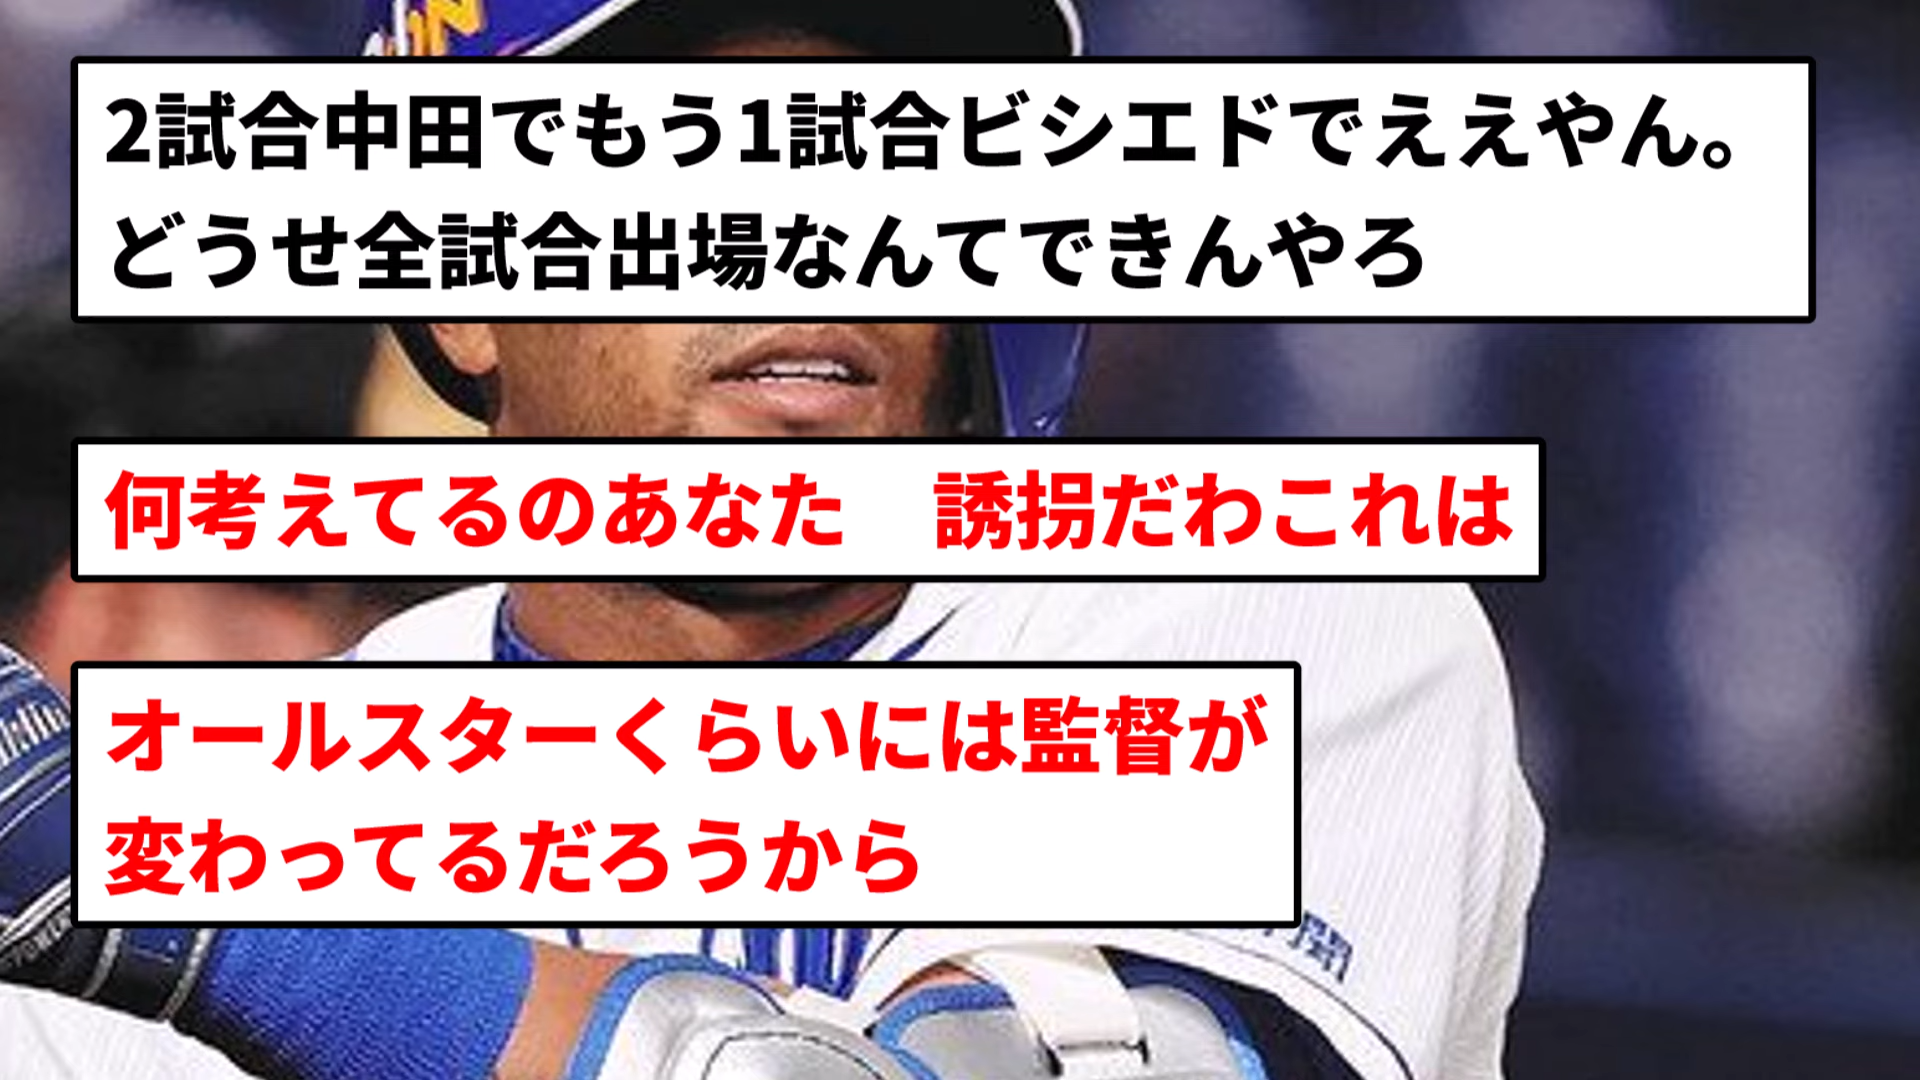 2試合中田でもう1試合ビシエドでええやん。
どうせ全試合出場なんてできんやろ
何考えてるのあなた　誘拐だわこれは
オールスターくらいには監督が
変わってるだろうから